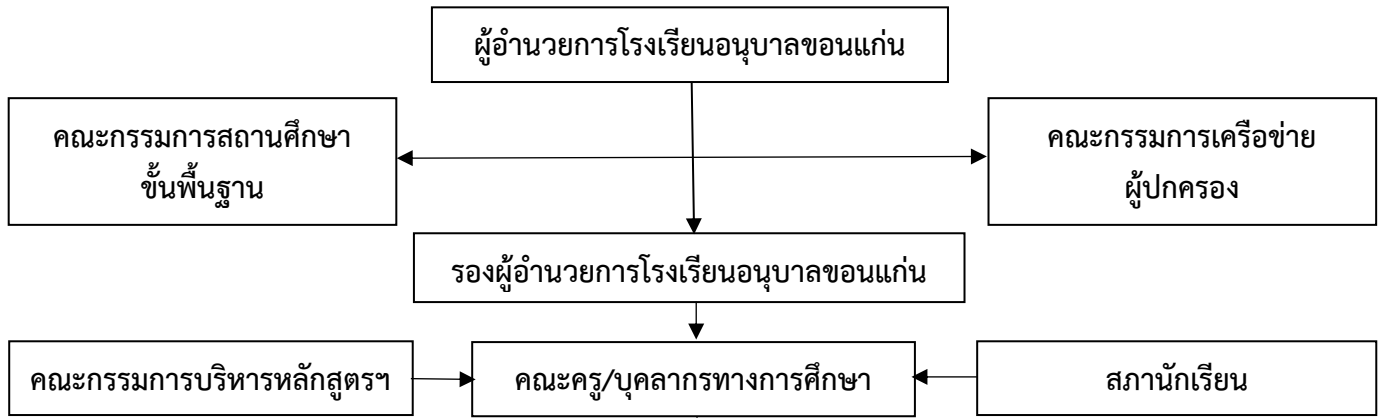 ผู้อำนวยการโรงเรียนอนุบาลขอนแก่น
คณะกรรมการสถานศึกษา
ขั้นพื้นฐาน
คณะกรรมการเครือข่าย
ผู้ปกครอง
รองผู้อำนวยการโรงเรียนอนุบาลขอนแก่น
คณะกรรมการบริหารหลักสูตรฯ
คณะครู/บุคลากรทางการศึกษา
สภานักเรียน